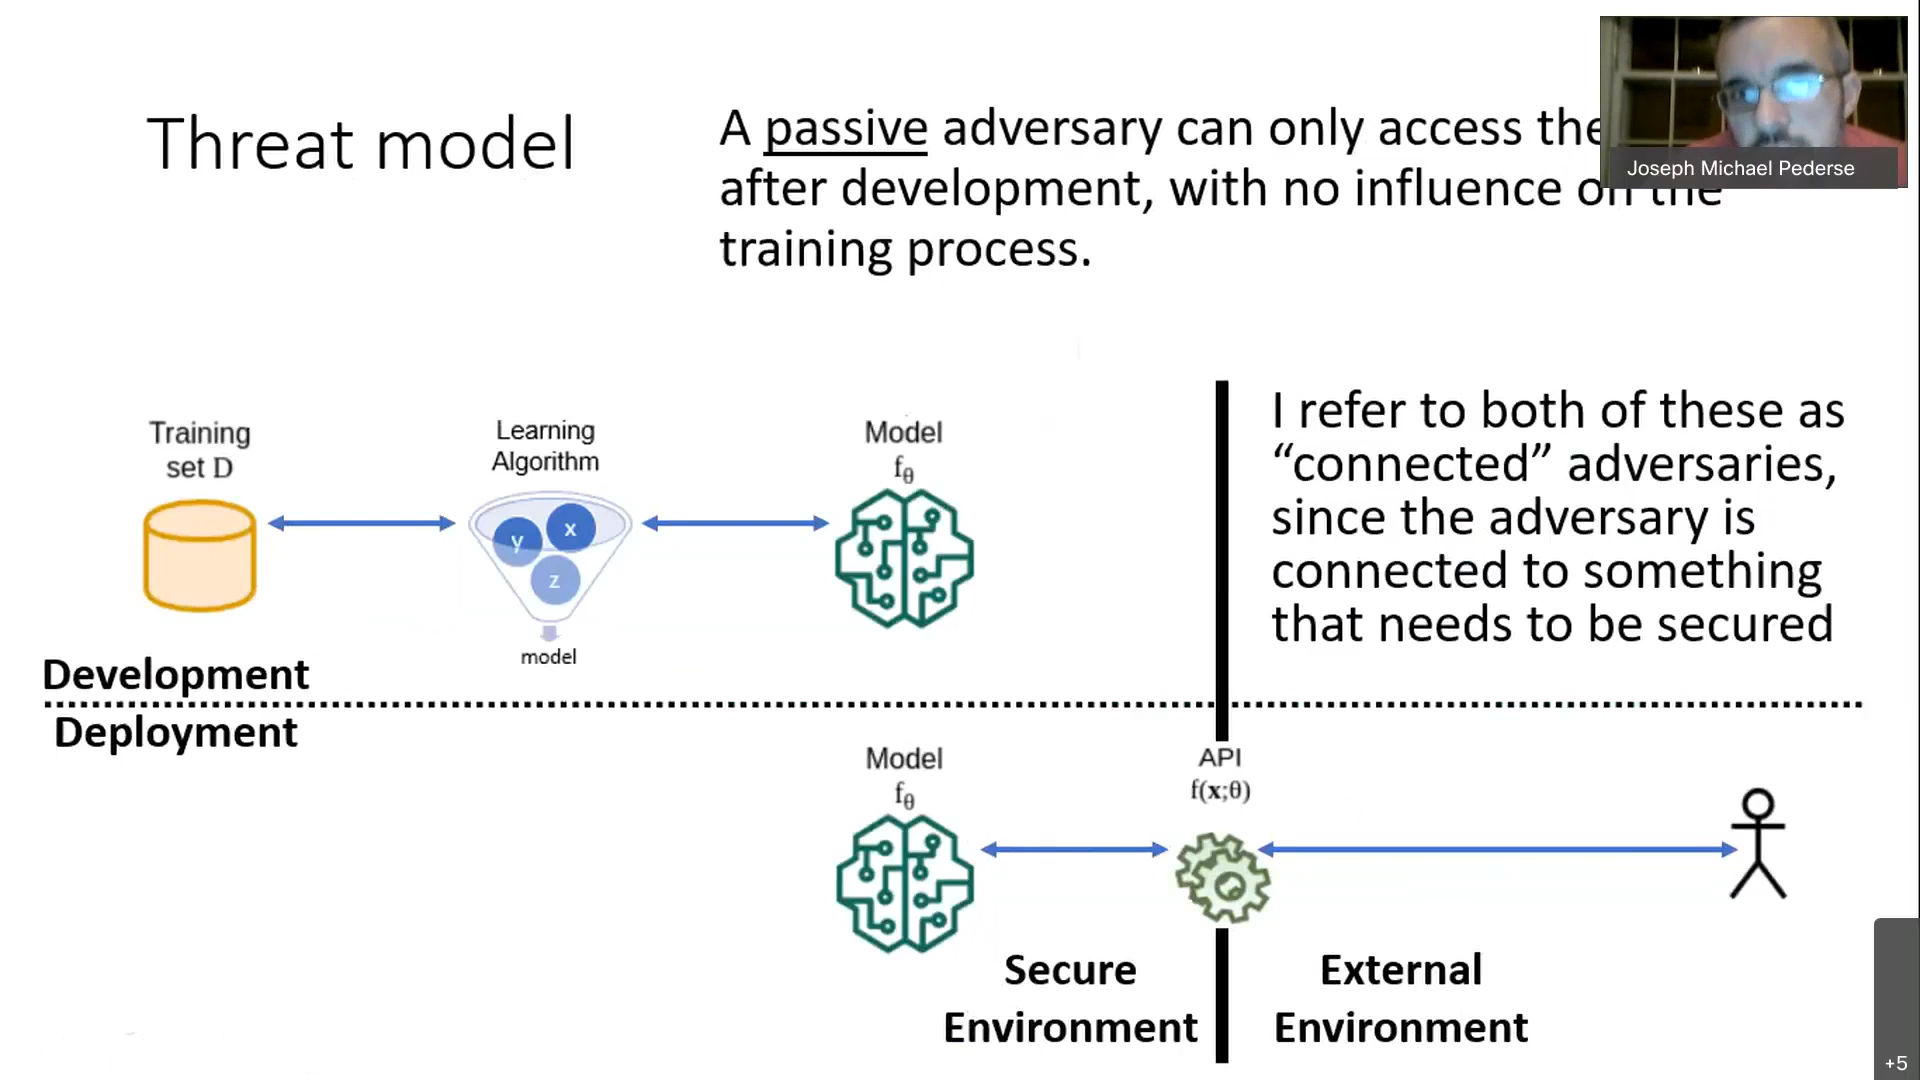 Threat model
A passive adversary can only access the
after development, with no influence on the
training process.
Joseph Michael Pederse
Training
set D
Learning
Algorithm
Model
fθ
y
x
z
model
I refer to both of these as
“connected” adversaries,
since the adversary is
connected to something
that needs to be secured
Development
Deployment
Model
fθ
API
f(x;θ)
Secure
Environment
External
Environment
+5